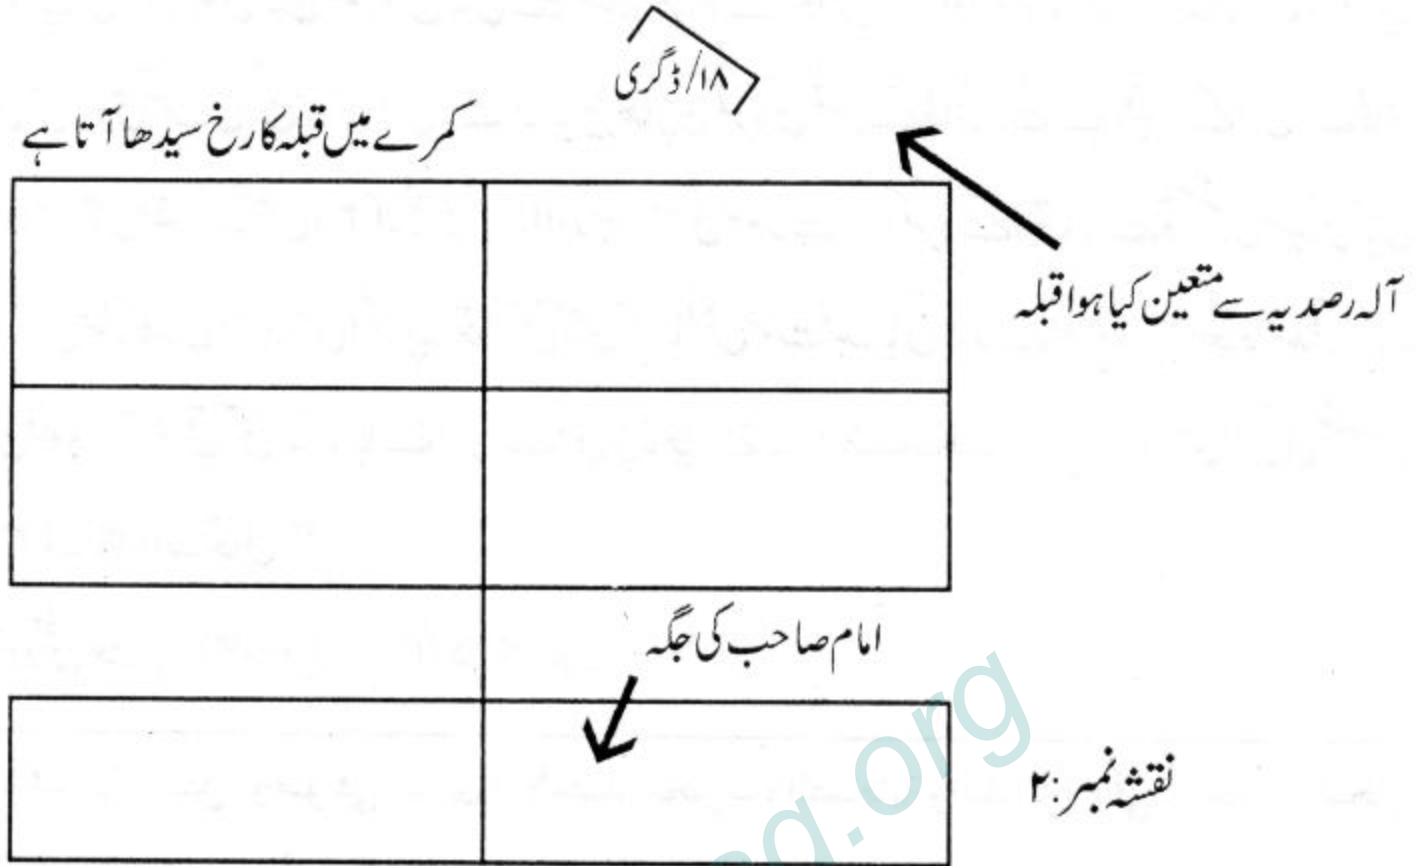 ۱۸/ڈگری
کمرے میں قبلہ کا رخ سیدھا آتا ہے
آلہ رصدیہ سے متعین کیا ہوا قبلہ
امام صاحب کی جگہ
نقشہ نمبر:۲
q.org